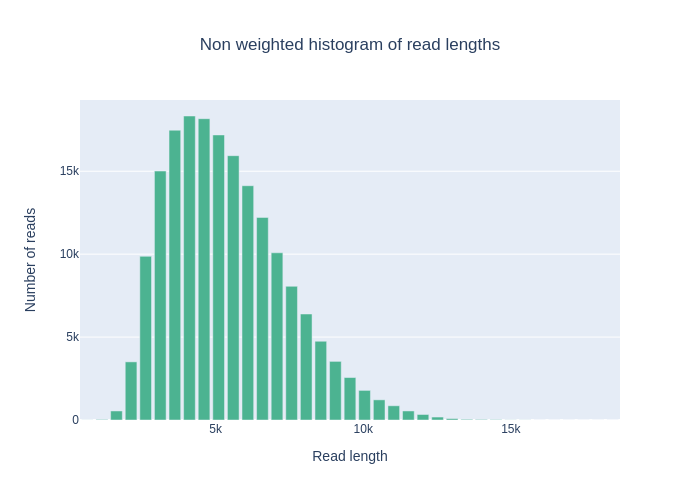 Non weighted histogram of read lengths
Number of reads
15k
10k
5k
0
5k
10k
15k
Read length